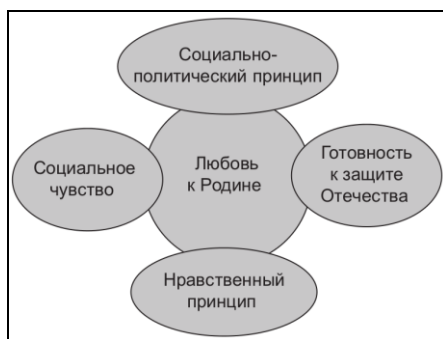 Социально-
политический принцип
Социальное
чувство
Любовь
к Родине
Готовность
к защите
Отечества
Нравственный
принцип